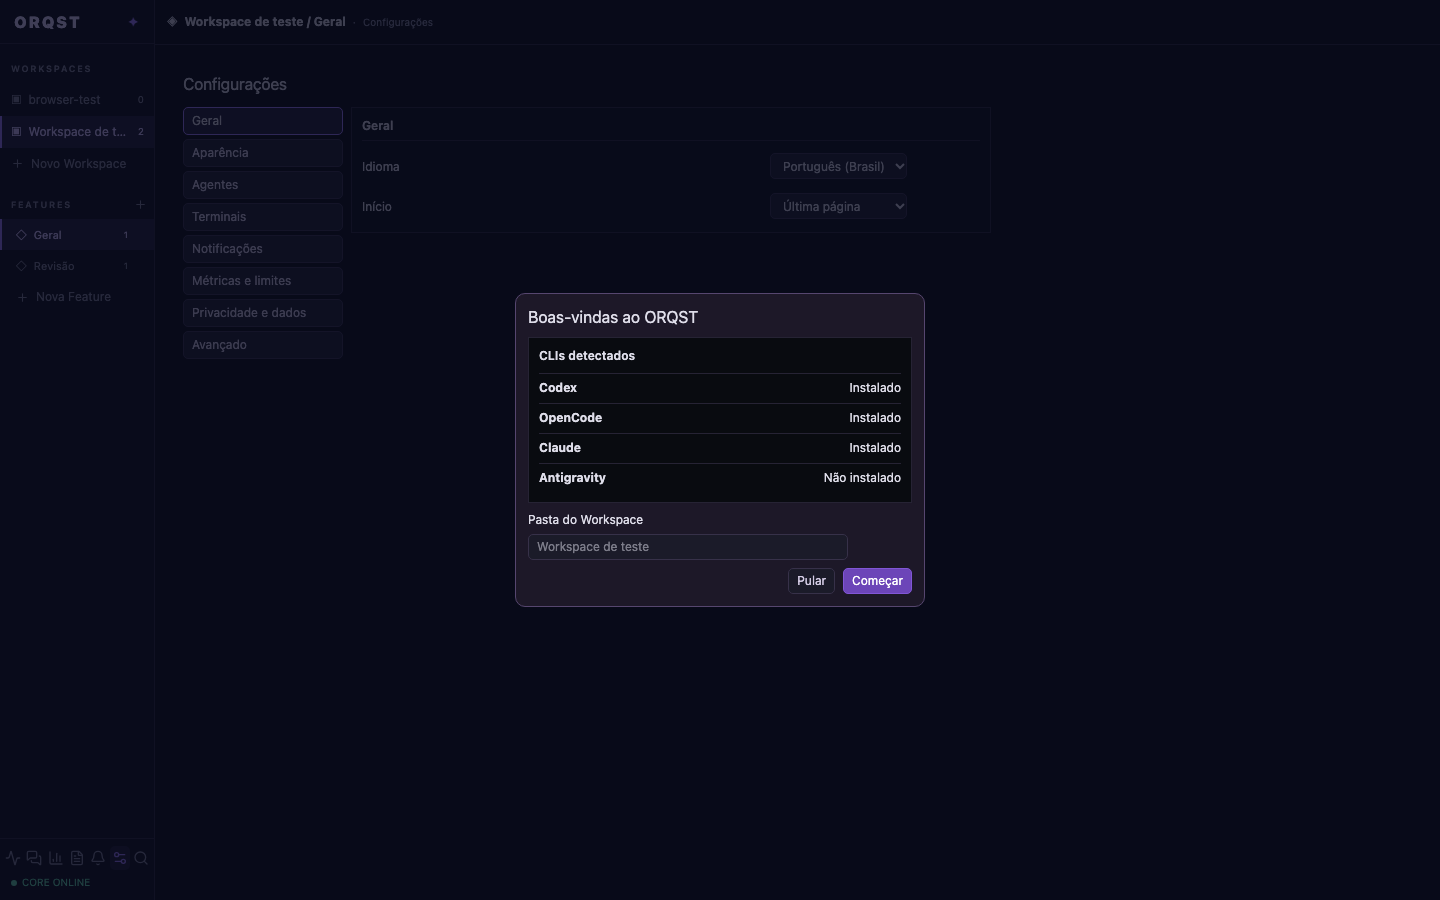 ORQST
Workspace de teste / Geral · Configurações
WORKSPACES
browser-test 0
Workspace de t... 2
+ Novo Workspace
FEATURES +
Geral 1
Revisão 1
+ Nova Feature
CORE ONLINE
Configurações
Geral
Aparência
Agentes
Terminais
Notificações
Métricas e limites
Privacidade e dados
Avançado
Geral
Idioma Português (Brasil)
Início Última página
Boas-vindas ao ORQST
CLIs detectados
Codex Instalado
OpenCode Instalado
Claude Instalado
Antigravity Não instalado
Pasta do Workspace
Workspace de teste
Pular Começar